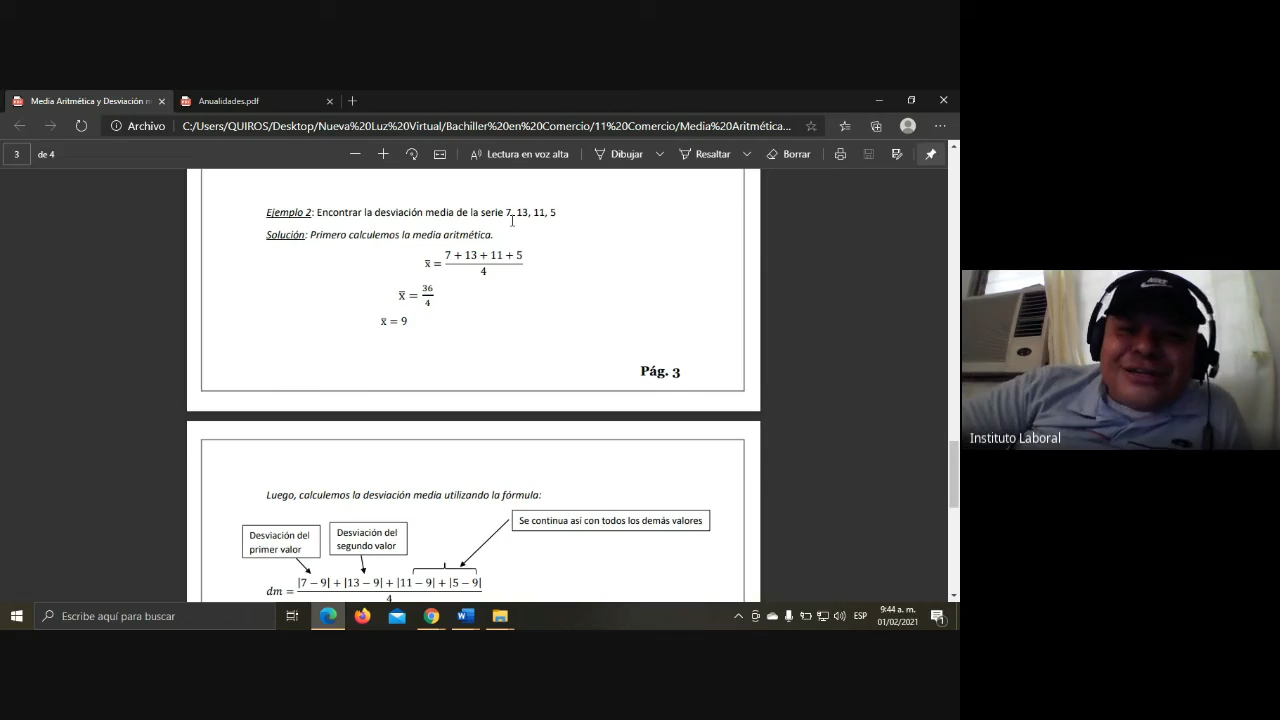 Media Aritmética y Desviación m
Anualidades.pdf
Archivo
C:/Users/QUIROS/Desktop/Nueva%20Luz%20Virtual/Bachiller%20en%20Comercio/11%20Comercio/Media%20Aritmética...
3 de 4
Lectura en voz alta
Dibujar
Resaltar
Borrar
Ejemplo 2: Encontrar la desviación media de la serie 7, 13, 11, 5
Solución: Primero calculemos la media aritmética.
x̅ = (7 + 13 + 11 + 5)/4
x̅ = 36/4
x̅ = 9
Pág. 3
Luego, calculemos la desviación media utilizando la fórmula:
Desviación del
primer valor
Desviación del
segundo valor
Se continua así con todos los demás valores
dm = (|7 − 9| + |13 − 9| + |11 − 9| + |5 − 9|)/4
Instituto Laboral
Escribe aquí para buscar
ESP
9:44 a. m.
01/02/2021
1